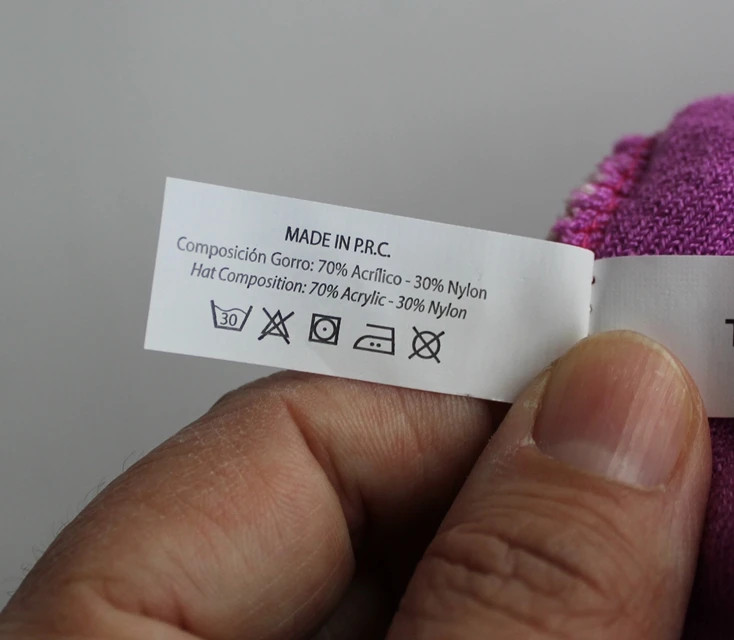 MADE IN P.R.C.
Composición Gorro: 70% Acrílico - 30% Nylon
Hat Composition: 70% Acrylic - 30% Nylon
30
T